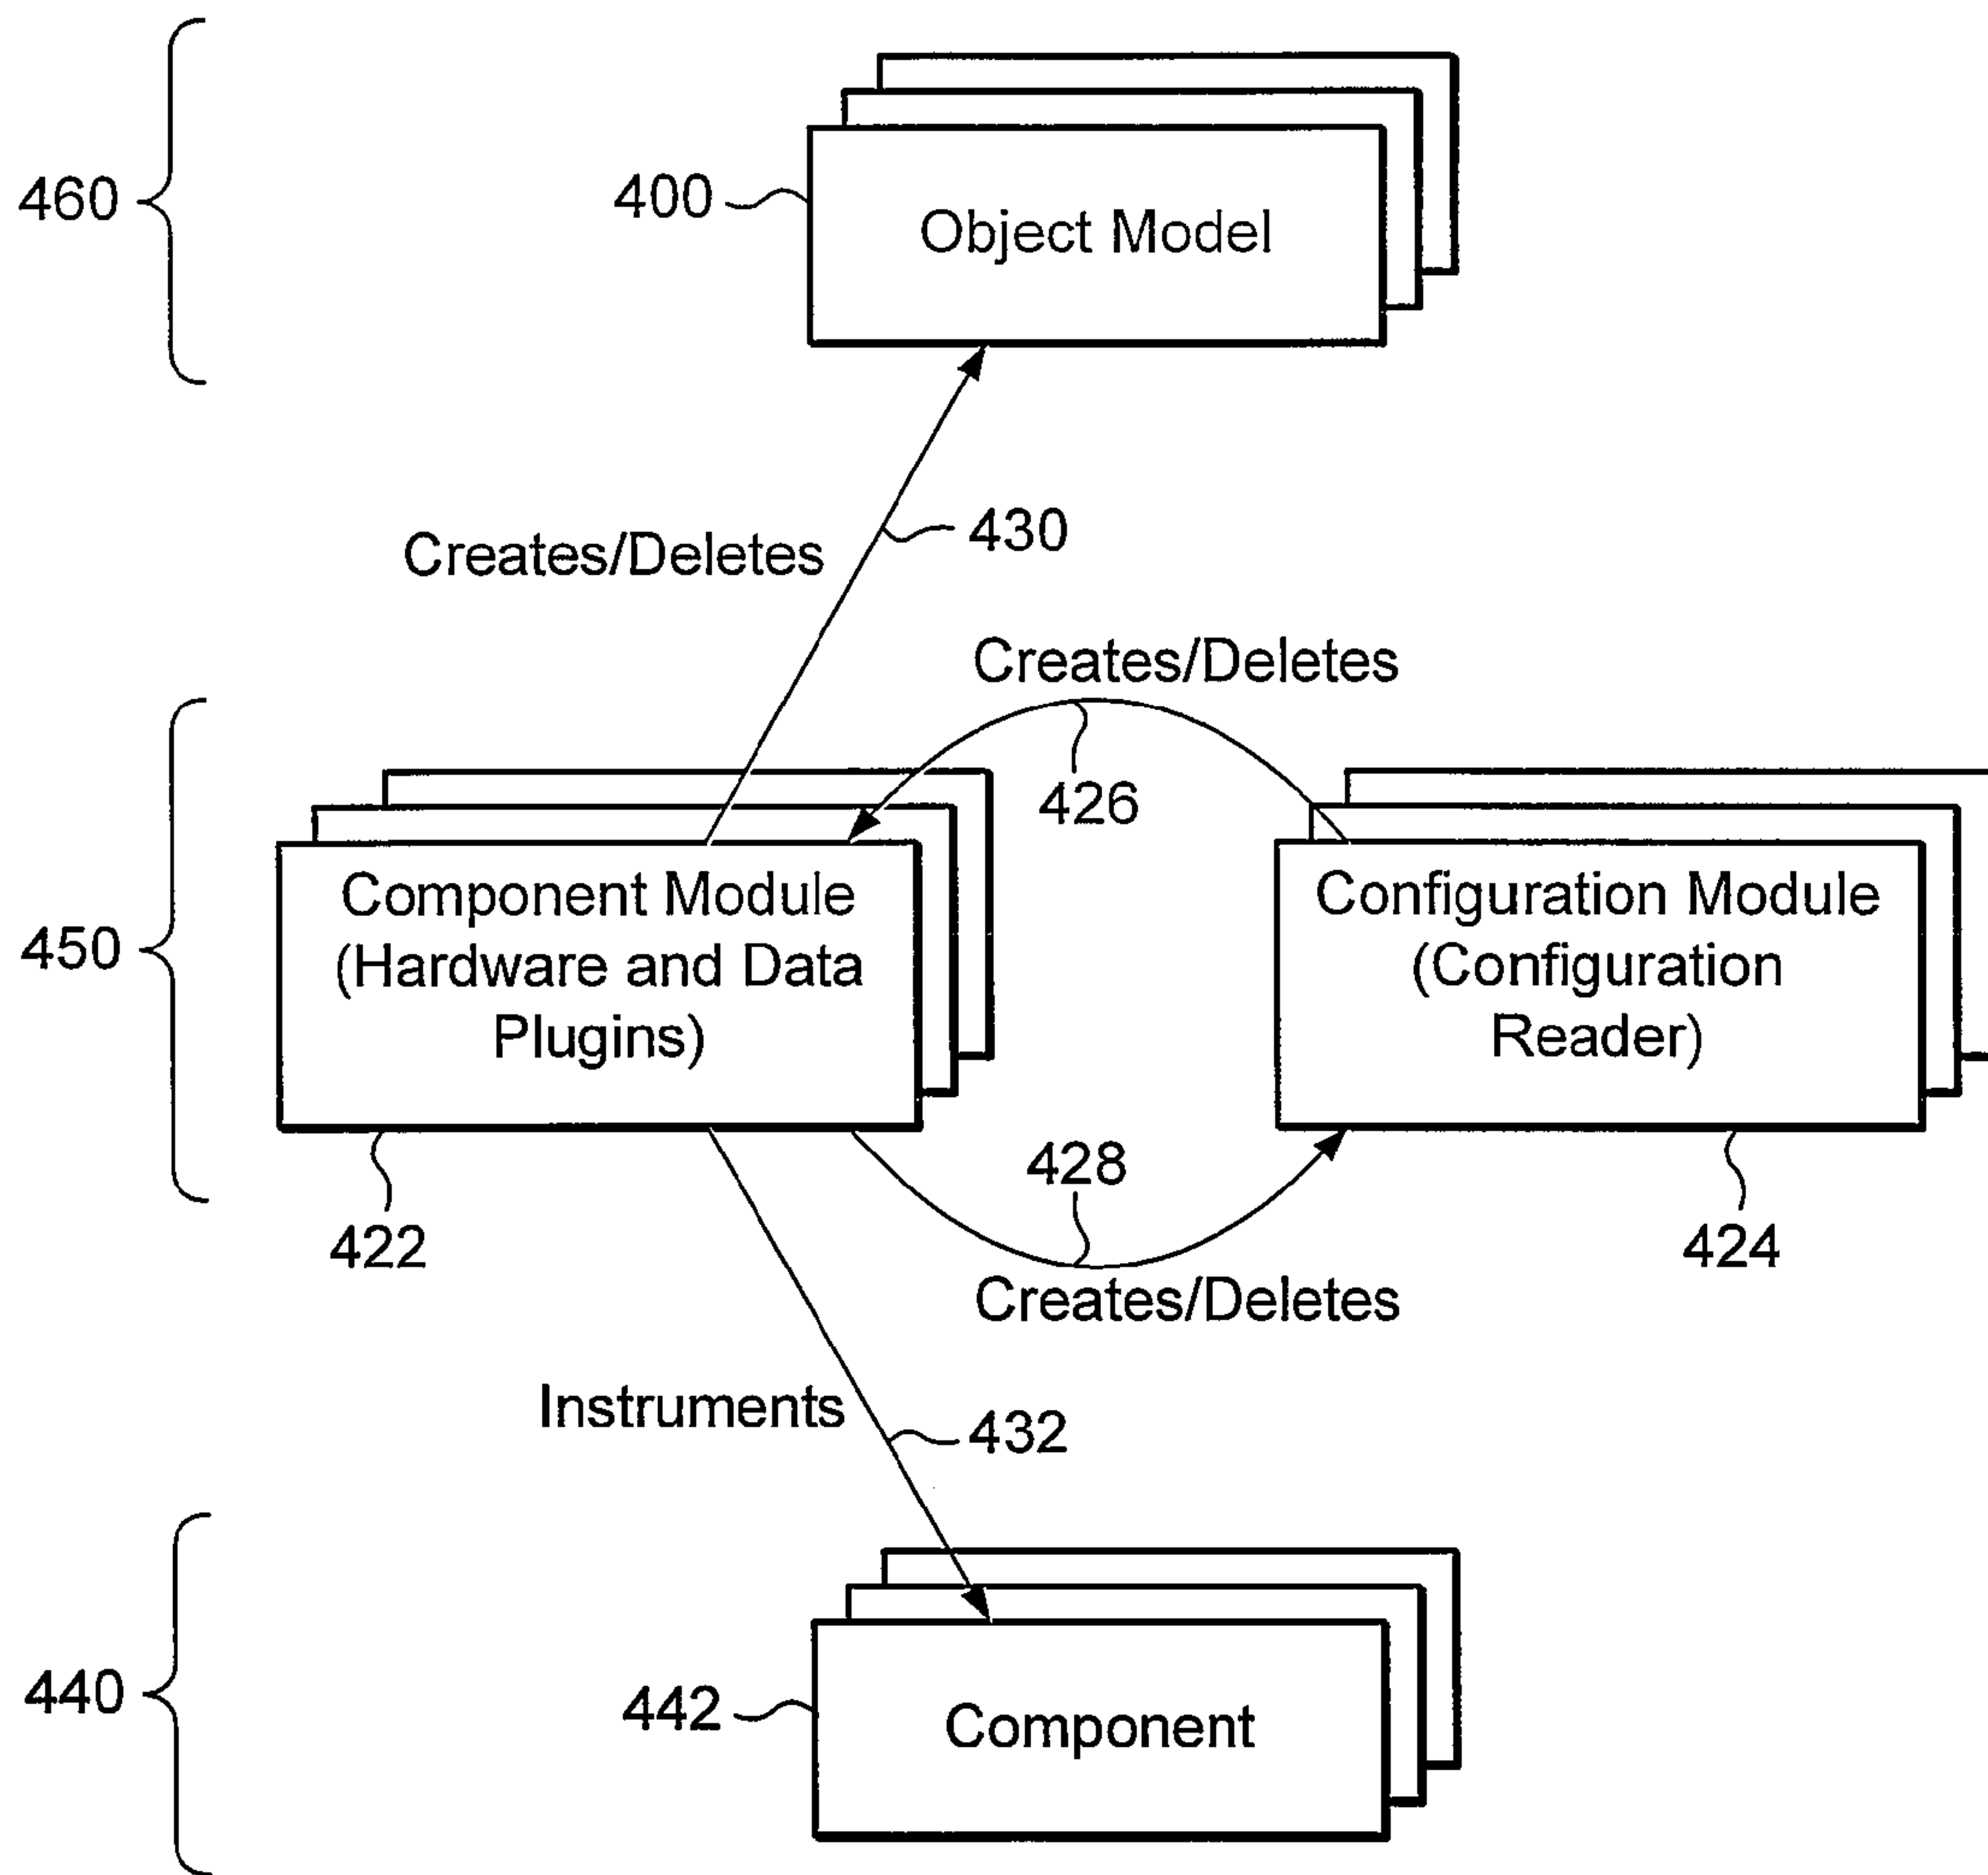 460
400
Object Model
Creates/Deletes
430
Creates/Deletes
426
450
Component Module
(Hardware and Data
Plugins)
Configuration Module
(Configuration
Reader)
422
428
424
Creates/Deletes
Instruments
432
440
442
Component